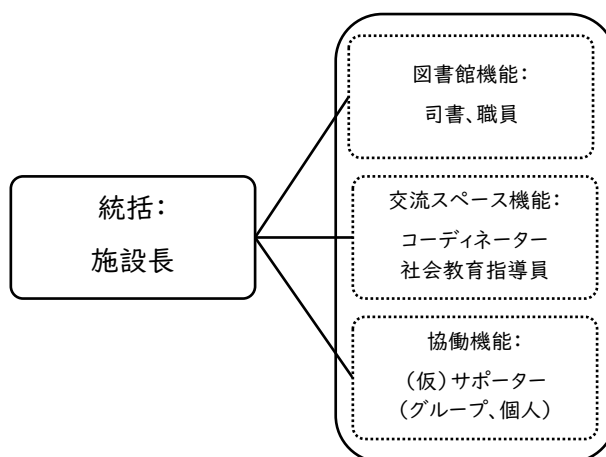 統括：
施設長
図書館機能：
司書、職員
交流スペース機能：
コーディネーター
社会教育指導員
協働機能：
（仮）サポーター
（グループ、個人）